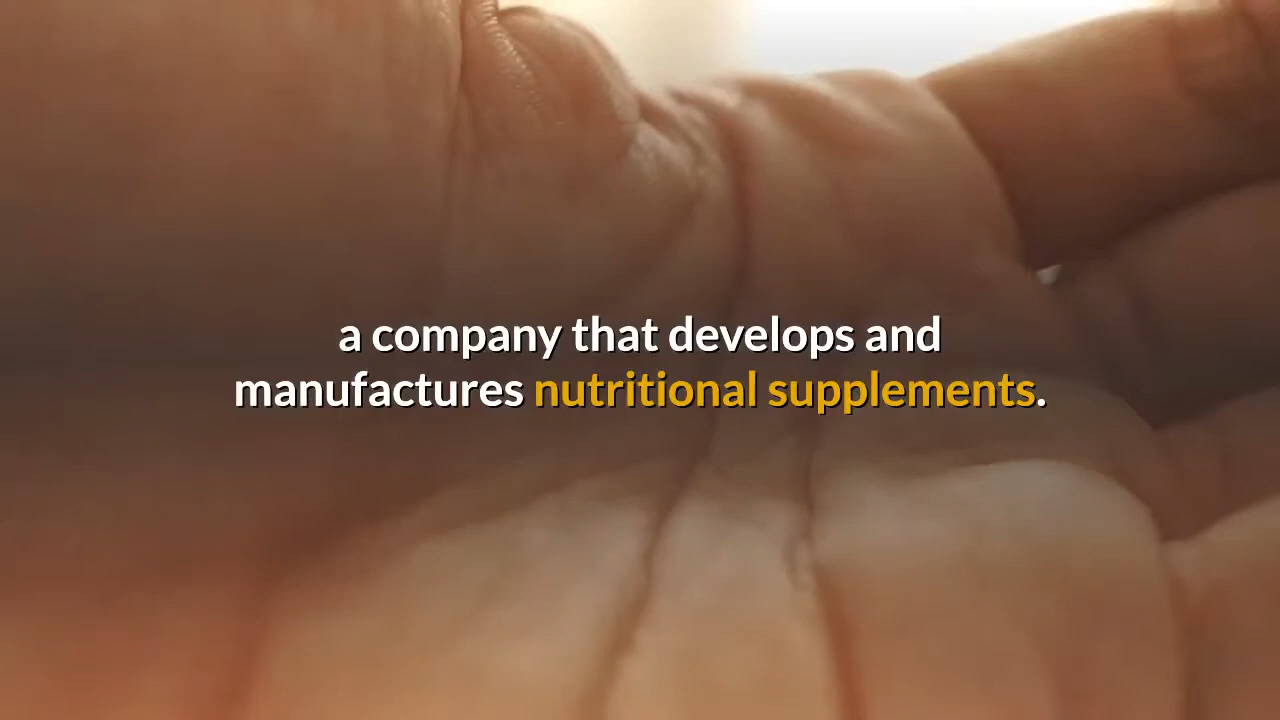 a company that develops and
manufactures nutritional supplements.